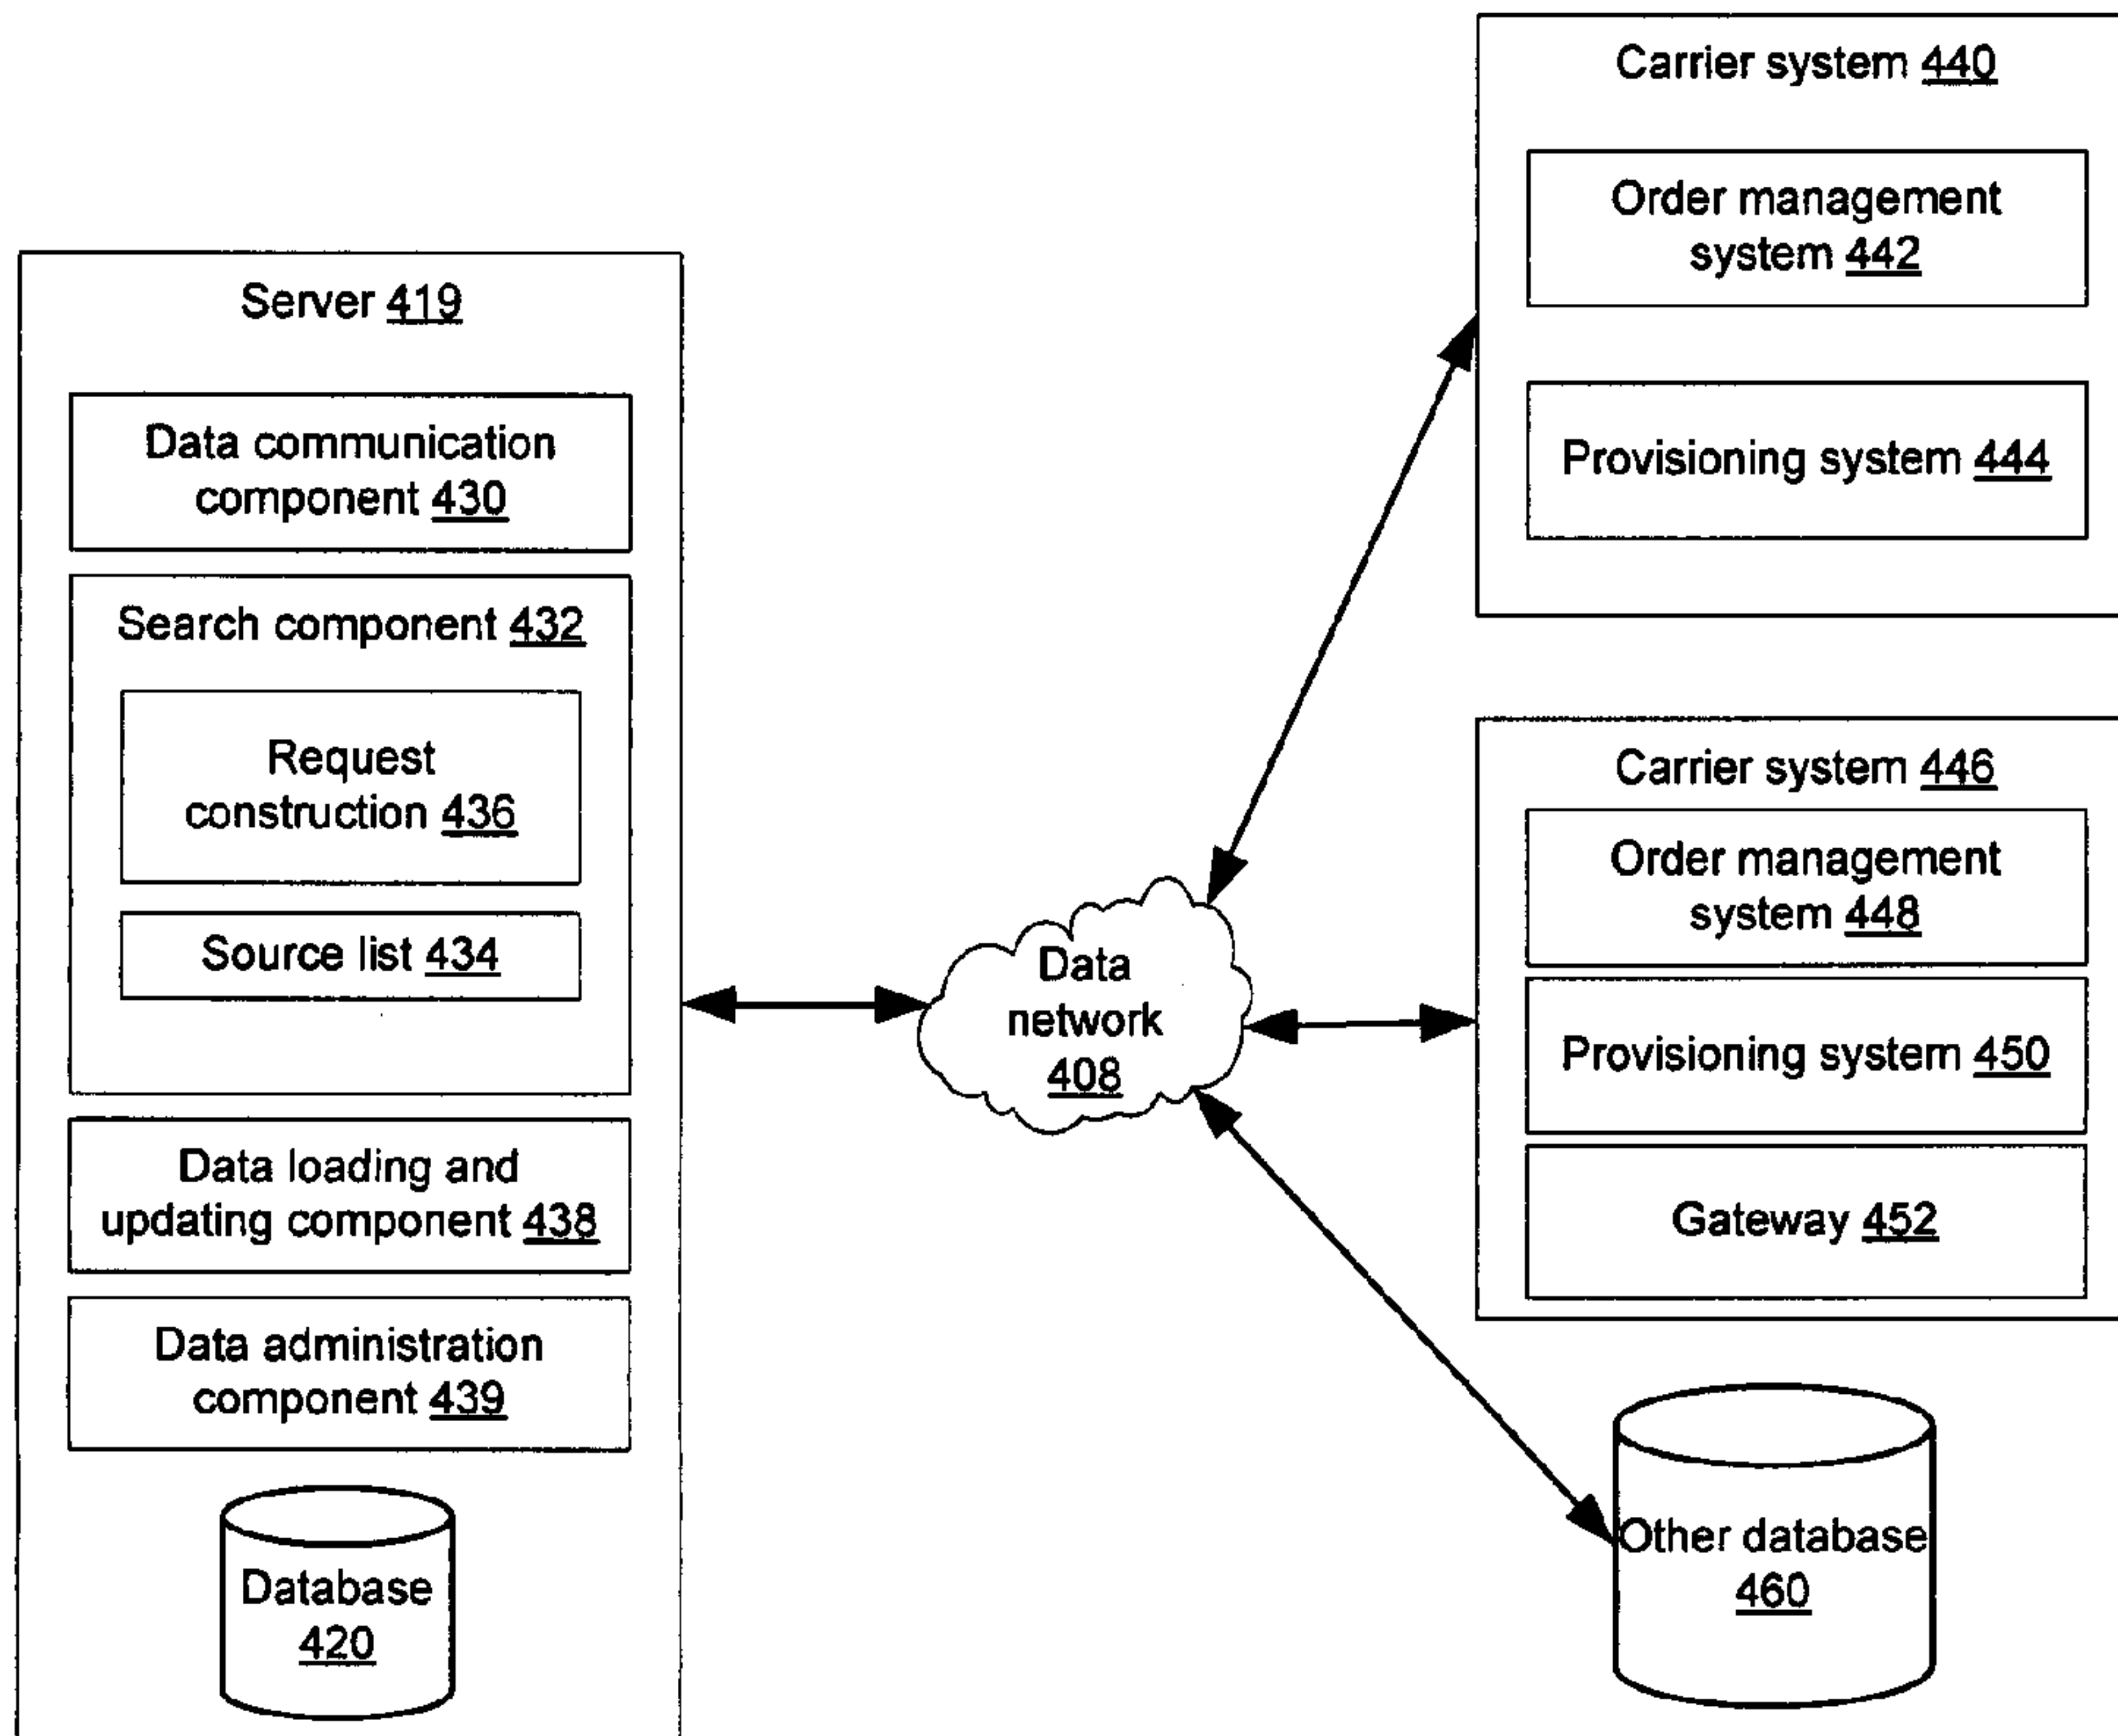 Server 419
Data communication
component 430
Search component 432
Request
construction 436
Source list 434
Data loading and
updating component 438
Data administration
component 439
Database
420
Data
network
408
Carrier system 440
Order management
system 442
Provisioning system 444
Carrier system 446
Order management
system 448
Provisioning system 450
Gateway 452
Other database
460